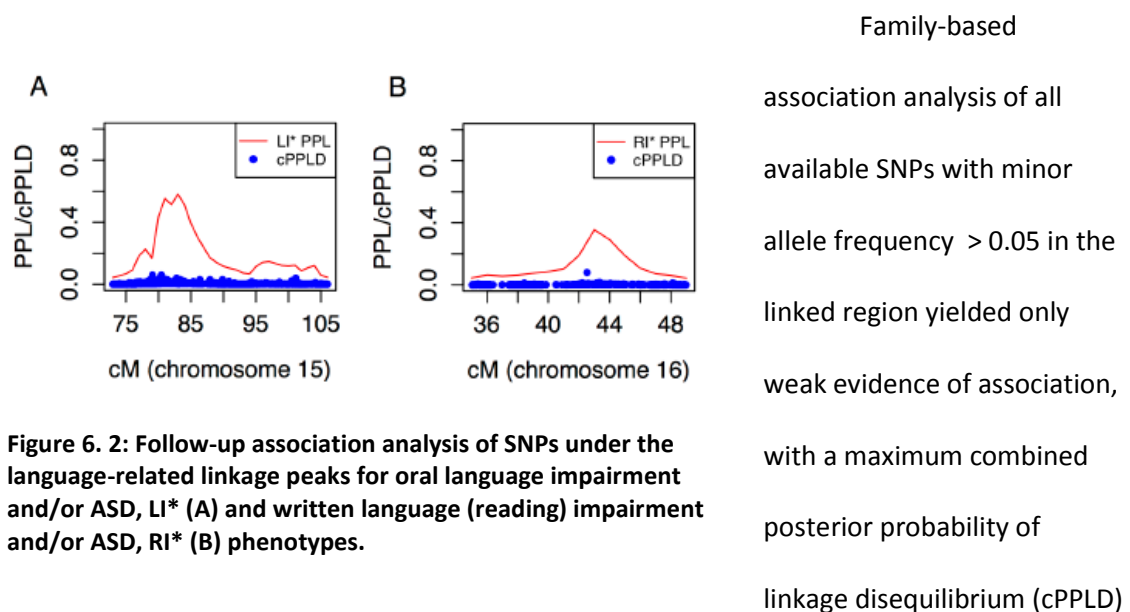 A
PPL/cPPLD
0.8
0.4
0.0
LI* PPL
cPPLD
75 85 95 105
cM (chromosome 15)
B
PPL/cPPLD
0.8
0.4
0.0
RI* PPL
cPPLD
36 40 44 48
cM (chromosome 16)
Figure 6. 2: Follow-up association analysis of SNPs under the
language-related linkage peaks for oral language impairment
and/or ASD, LI* (A) and written language (reading) impairment
and/or ASD, RI* (B) phenotypes.
Family-based
association analysis of all
available SNPs with minor
allele frequency > 0.05 in the
linked region yielded only
weak evidence of association,
with a maximum combined
posterior probability of
linkage disequilibrium (cPPLD)